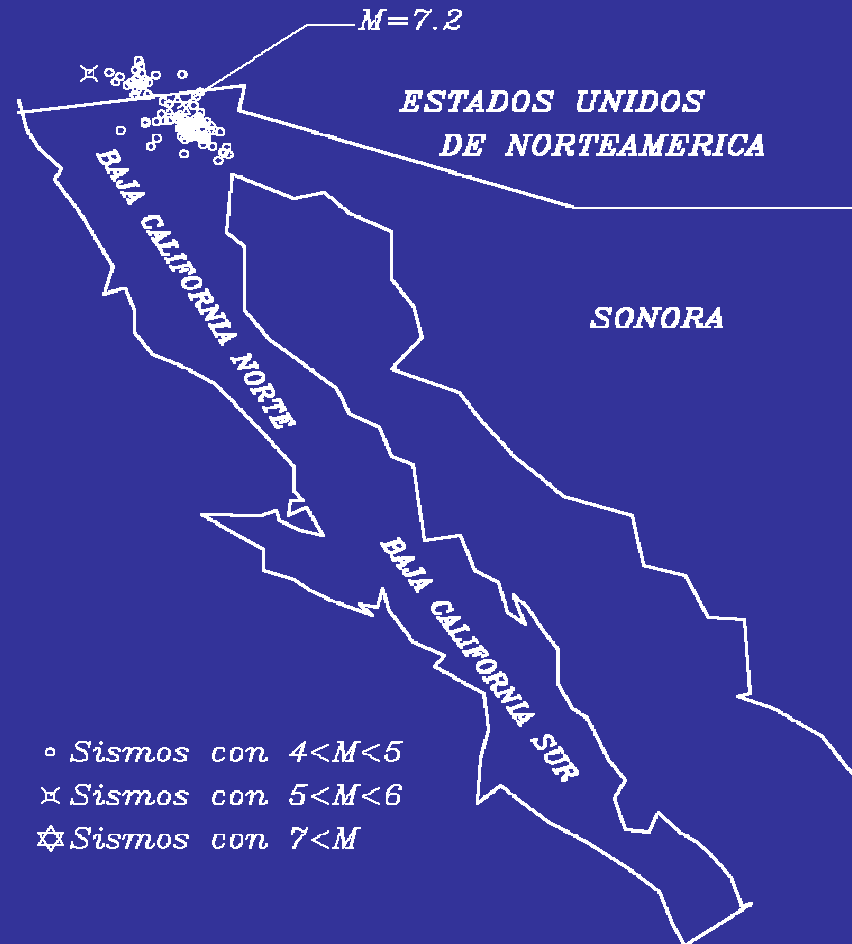 M=7.2
ESTADOS UNIDOS
DE NORTEAMERICA
BAJA CALIFORNIA NORTE
SONORA
BAJA CALIFORNIA SUR
Sismos con 4<M<5
Sismos con 5<M<6
Sismos con 7<M